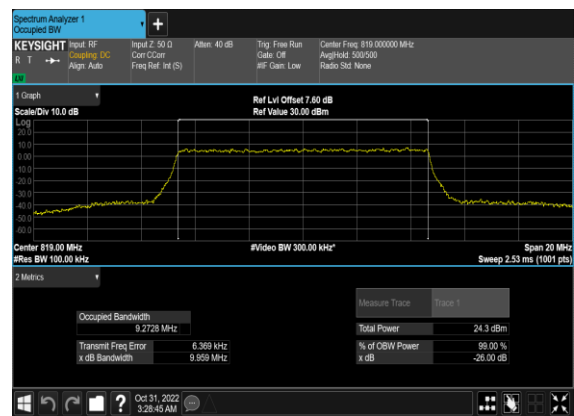 Spectrum Analyzer 1
Occupied BW
KEYSIGHT Input: RF Input Z: 50 Ω Atten: 40 dB Trig: Free Run Center Freq: 819.000000 MHz
R T Coupling: DC Corr CCorr Gate: Off Avg|Hold: 500/500
Align: Auto Freq Ref: Int (S) #IF Gain: Low Radio Std: None
1 Graph
Ref Lvl Offset 7.60 dB
Scale/Div 10.0 dB Ref Value 30.00 dBm
Log
20.0
10.0
0.00
-10.0
-20.0
-30.0
-40.0
-50.0
-60.0
Center 819.00 MHz #Video BW 300.00 kHz* Span 20 MHz
#Res BW 100.00 kHz Sweep 2.53 ms (1001 pts)
2 Metrics
Measure Trace Trace 1
Occupied Bandwidth
9.2728 MHz Total Power 24.3 dBm
Transmit Freq Error 6.369 kHz % of OBW Power 99.00 %
x dB Bandwidth 9.959 MHz x dB -26.00 dB
Oct 31, 2022
3:28:45 AM